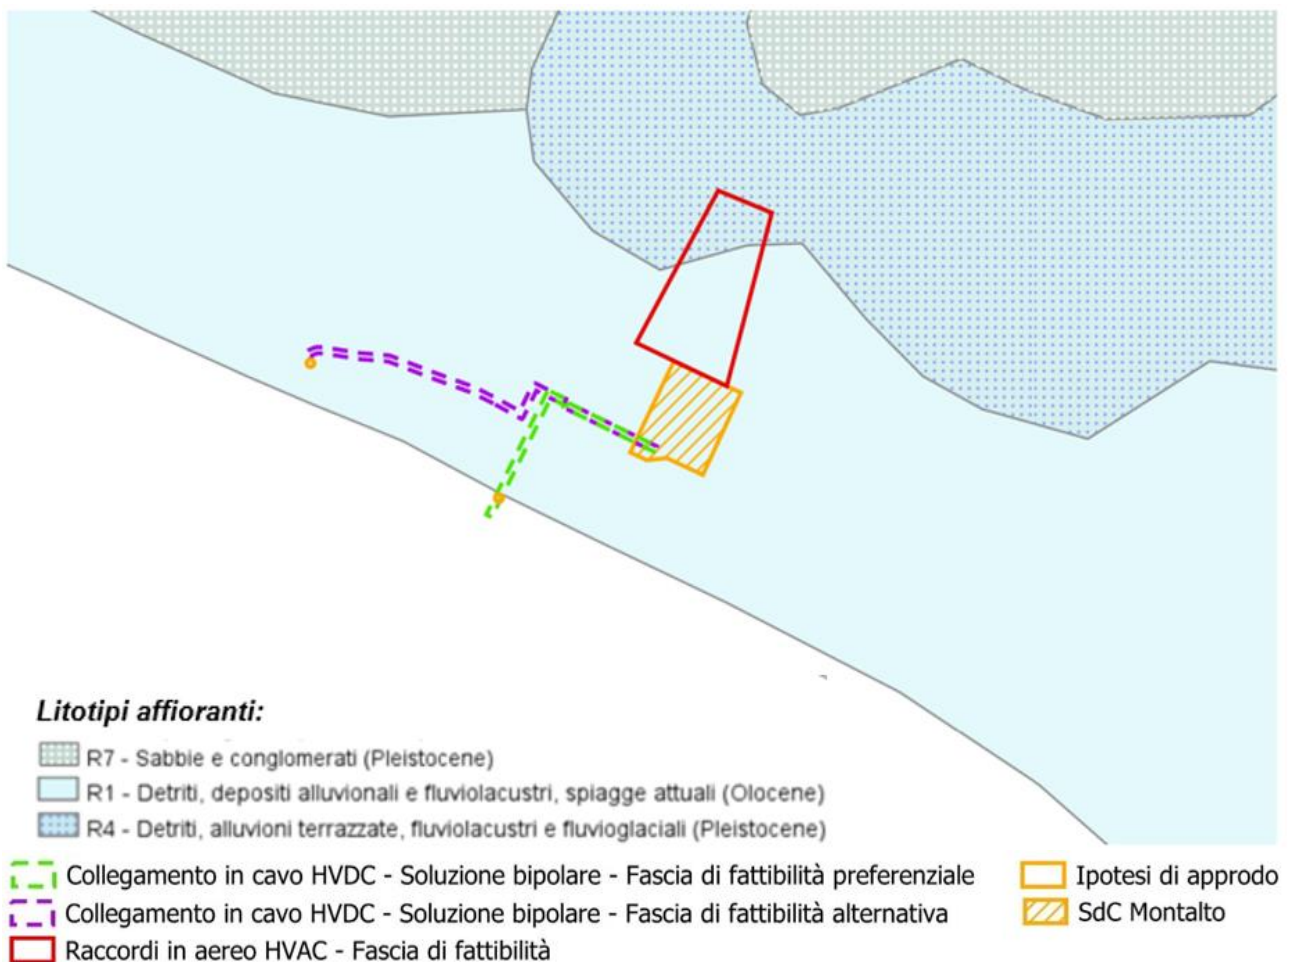 Litotipi affioranti:
R7 - Sabbie e conglomerati (Pleistocene)
R1 - Detriti, depositi alluvionali e fluviolacustri, spiagge attuali (Olocene)
R4 - Detriti, alluvioni terrazzate, fluviolacustri e fluvioglaciali (Pleistocene)
Collegamento in cavo HVDC - Soluzione bipolare - Fascia di fattibilità preferenziale
Collegamento in cavo HVDC - Soluzione bipolare - Fascia di fattibilità alternativa
Raccordi in aereo HVAC - Fascia di fattibilità
Ipotesi di approdo
SdC Montalto